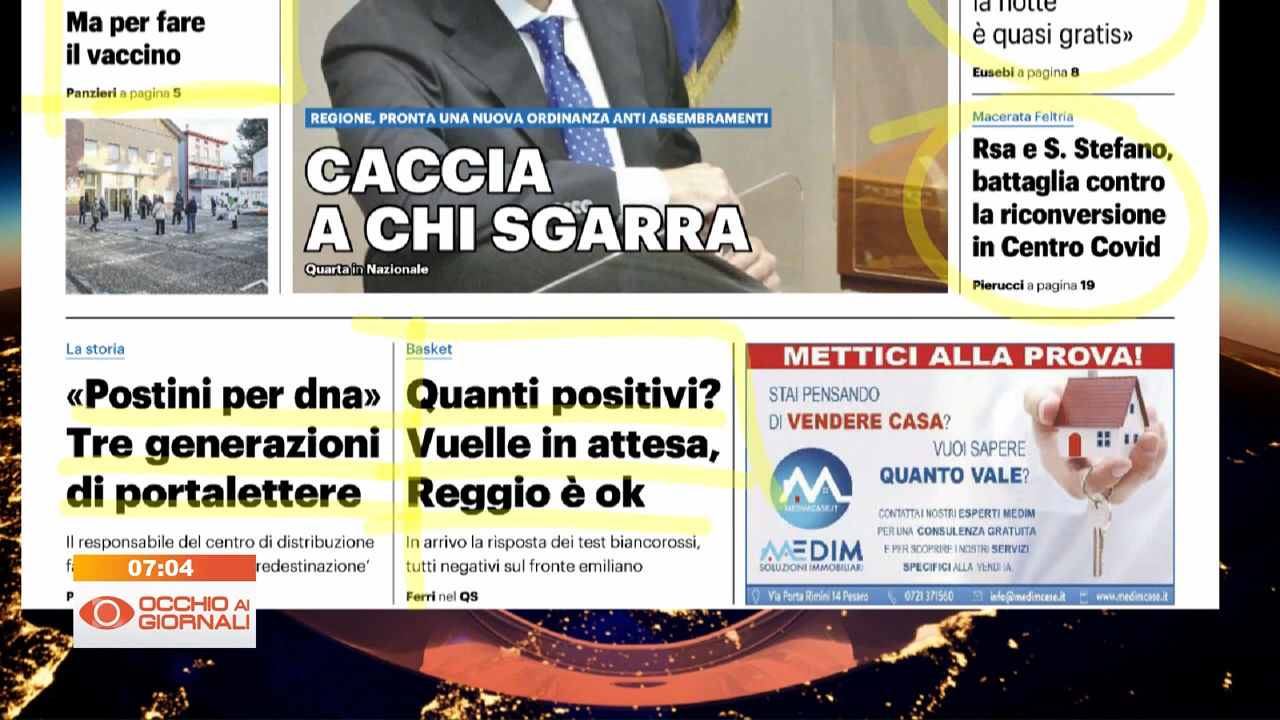 Ma per fare
il vaccino
Panzieri a pagina 5
REGIONE, PRONTA UNA NUOVA ORDINANZA ANTI ASSEMBRAMENTI
CACCIA
A CHI SGARRA
Quarta in Nazionale
la notte
è quasi gratis»
Eusebi a pagina 8
Macerata Feltria
Rsa e S. Stefano,
battaglia contro
la riconversione
in Centro Covid
Pierucci a pagina 19
La storia
«Postini per dna»
Tre generazioni
di portalettere
Il responsabile del centro di distribuzione
redestinazione’
Basket
Quanti positivi?
Vuelle in attesa,
Reggio è ok
In arrivo la risposta dei test biancorossi,
tutti negativi sul fronte emiliano
Ferri nel QS
METTICI ALLA PROVA!
STAI PENSANDO
DI VENDERE CASA?
VUOI SAPERE
QUANTO VALE?
MEDIMCASE.IT
CONTATTA I NOSTRI ESPERTI MEDIM
PER UNA CONSULENZA GRATUITA
E PER SCOPRIRE I NOSTRI SERVIZI
SPECIFICI ALLA VENDITA
MEDIM
SOLUZIONI IMMOBILIARI
Via Porta Rimini 14 Pesaro
0721 371560
info@medimcase.it
www.medimcase.it
07:04
OCCHIO AI
GIORNALI